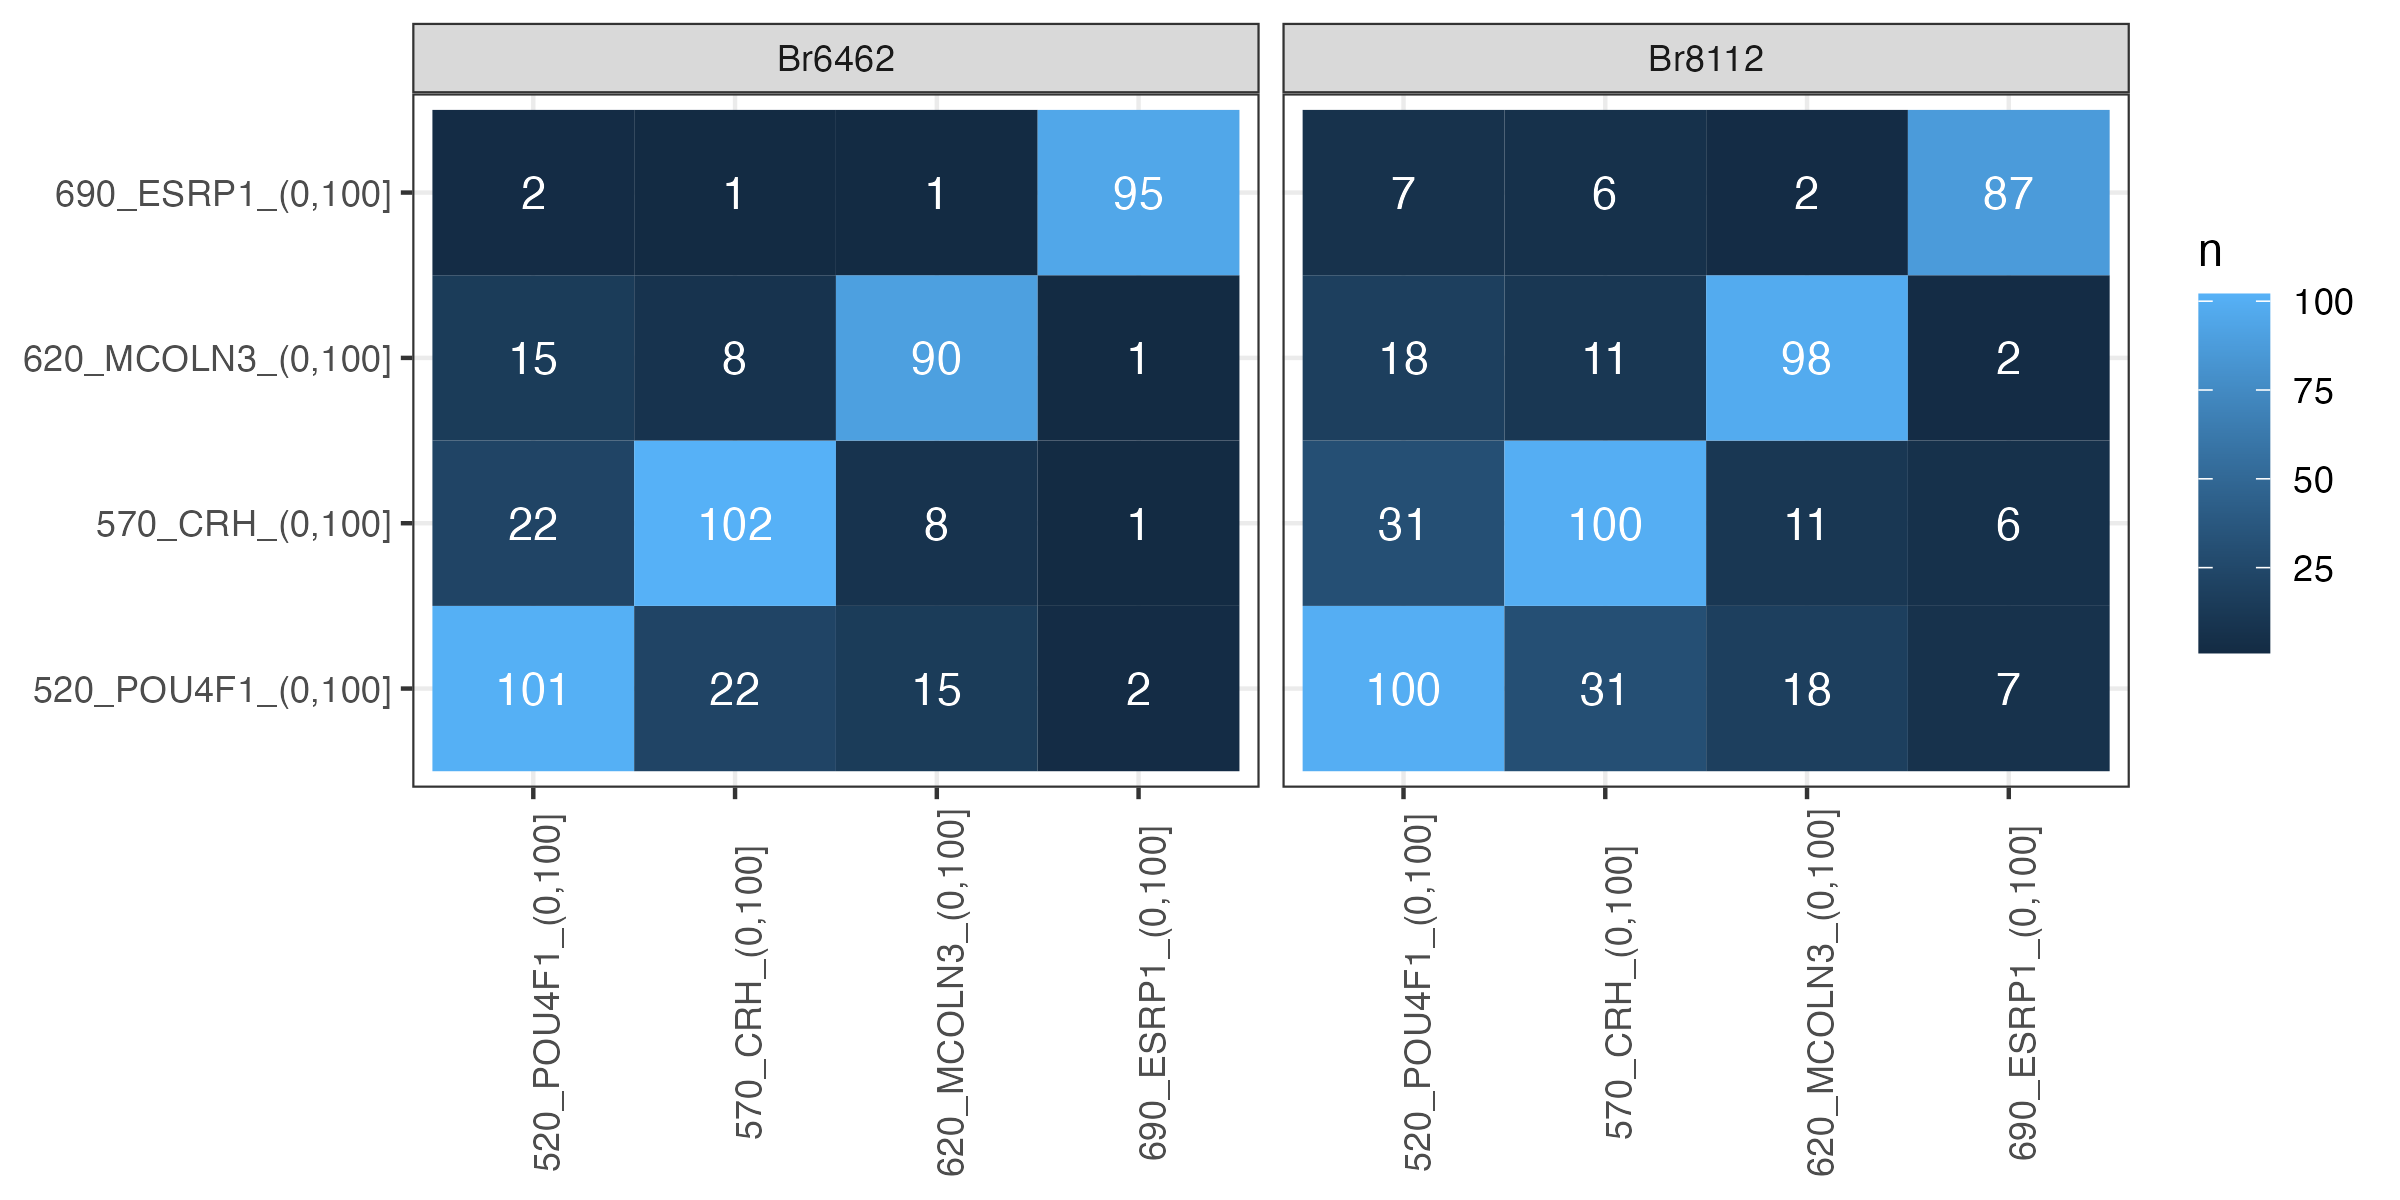 Br6462 Br8112
690_ESRP1_(0,100] 2 1 1 95 7 6 2 87
620_MCOLN3_(0,100] 15 8 90 1 18 11 98 2
570_CRH_(0,100] 22 102 8 1 31 100 11 6
520_POU4F1_(0,100] 101 22 15 2 100 31 18 7
520_POU4F1_(0,100]
570_CRH_(0,100]
620_MCOLN3_(0,100]
690_ESRP1_(0,100]
520_POU4F1_(0,100]
570_CRH_(0,100]
620_MCOLN3_(0,100]
690_ESRP1_(0,100]
n
100
75
50
25